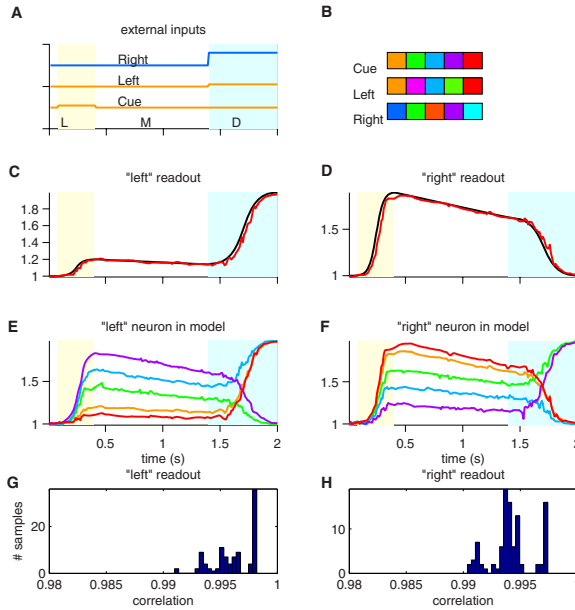 A
external inputs
Right
Left
Cue
L M D
B
Cue
Left
Right
C
"left" readout
1.8
1.6
1.4
1.2
1
D
"right" readout
1.5
1
E
"left" neuron in model
1.5
1
0.5 1 1.5 2
time (s)
F
"right" neuron in model
1.5
1
0.5 1 1.5 2
time (s)
G
"left" readout
# samples
20
0
0.98 0.985 0.99 0.995 1
correlation
H
"right" readout
10
0
0.98 0.985 0.99 0.995
correlation